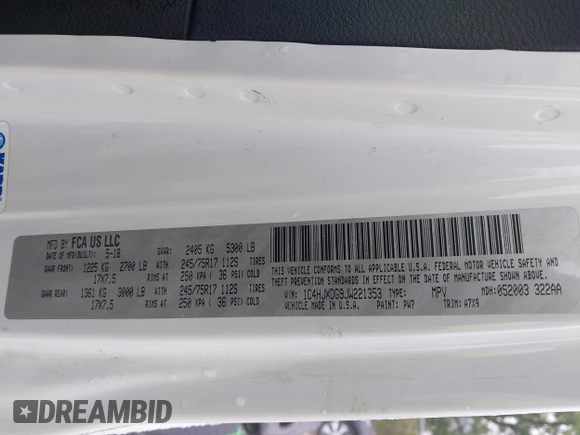 MFD BY FCA US LLC
DATE OF MFR(BUILT): 5-18 GVWR: 2405 KG 5300 LB
GAWR FRONT: 1225 KG 2700 LB WITH 245/75R17 112S TIRES
17X7.5 RIMS AT 250 KPA ( 36 PSI) COLD
GAWR REAR: 1361 KG 3000 LB WITH 245/75R17 112S TIRES
17X7.5 RIMS AT 250 KPA ( 36 PSI) COLD
THIS VEHICLE CONFORMS TO ALL APPLICABLE U.S.A. FEDERAL MOTOR VEHICLE SAFETY AND
THEFT PREVENTION STANDARDS IN EFFECT ON THE DATE OF MANUFACTURE SHOWN ABOVE.
VIN: 1C4HJXDG9JW221353 TYPE: MPV MDH: 052003 322AA
VEHICLE MADE IN U.S.A. PAINT: PW7 TRIM: A7X9
DREAMBID